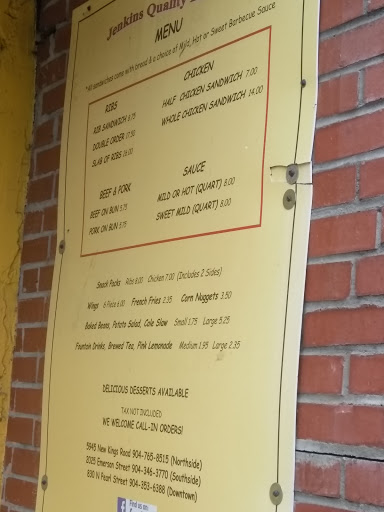 Jenkins Quality
MENU
*All sandwiches come with bread & a choice of Mild, Hot or Sweet Barbecue Sauce
RIBS
RIB SANDWICH 8.75
DOUBLE ORDER 17.50
SLAB OF RIBS
CHICKEN
HALF CHICKEN SANDWICH 7.00
WHOLE CHICKEN SANDWICH 14.00
BEEF & PORK
BEEF ON BUN 5.75
PORK ON BUN 5.75
SAUCE
MILD OR HOT (QUART) 8.00
SWEET MILD (QUART) 8.00
Snack Packs Ribs 8.00 Chicken 7.00 (Includes 2 Sides)
Wings 6 Piece 6.00 French Fries 2.35 Corn Nuggets 3.50
Baked Beans, Potato Salad, Cole Slaw Small 1.75 Large 5.25
Fountain Drinks, Brewed Tea, Pink Lemonade Medium 1.95 Large 2.35
DELICIOUS DESSERTS AVAILABLE
TAX NOT INCLUDED
WE WELCOME CALL-IN ORDERS!
5945 New Kings Road 904-765-8515 (Northside)
2025 Emerson Street 904-346-3770 (Southside)
830 N Pearl Street 904-353-6388 (Downtown)
f Find us on: